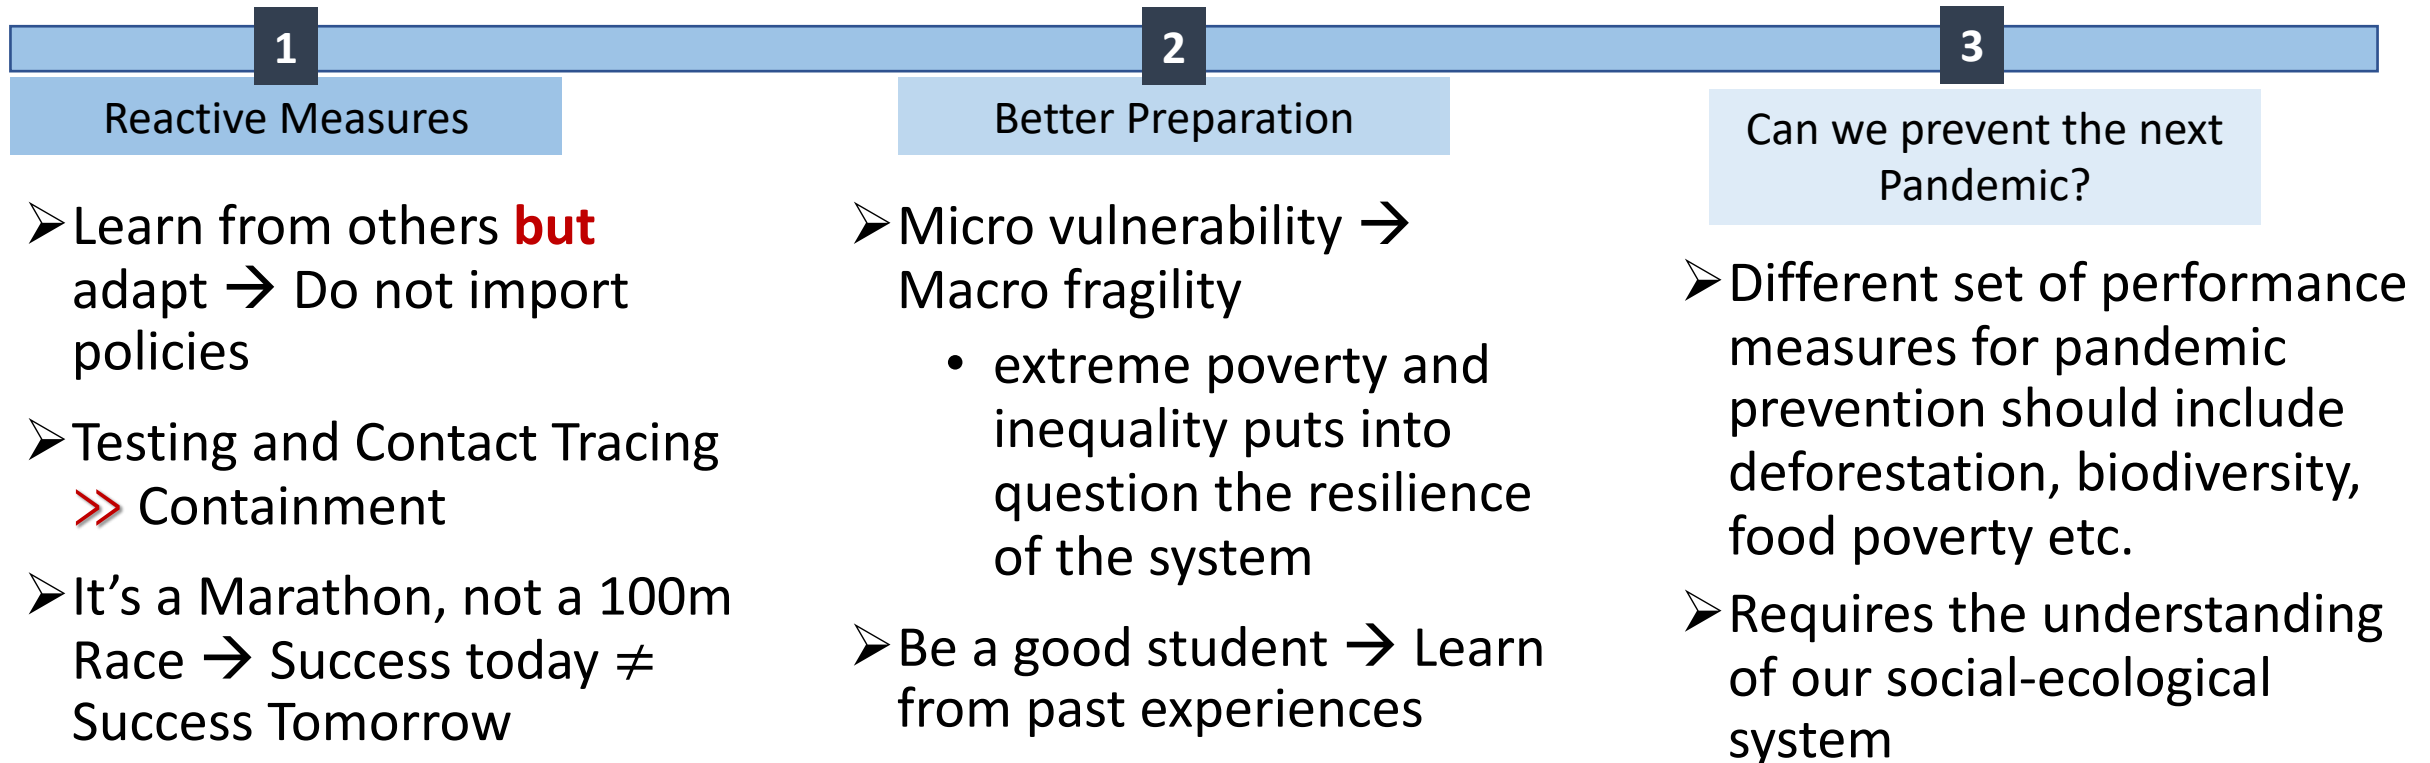 1
Reactive Measures
➢Learn from others but
adapt → Do not import
policies
➢Testing and Contact Tracing
≫ Containment
➢It’s a Marathon, not a 100m
Race → Success today ≠
Success Tomorrow
2
Better Preparation
➢Micro vulnerability →
Macro fragility
• extreme poverty and
inequality puts into
question the resilience
of the system
➢Be a good student → Learn
from past experiences
3
Can we prevent the next
Pandemic?
➢Different set of performance
measures for pandemic
prevention should include
deforestation, biodiversity,
food poverty etc.
➢Requires the understanding
of our social-ecological
system